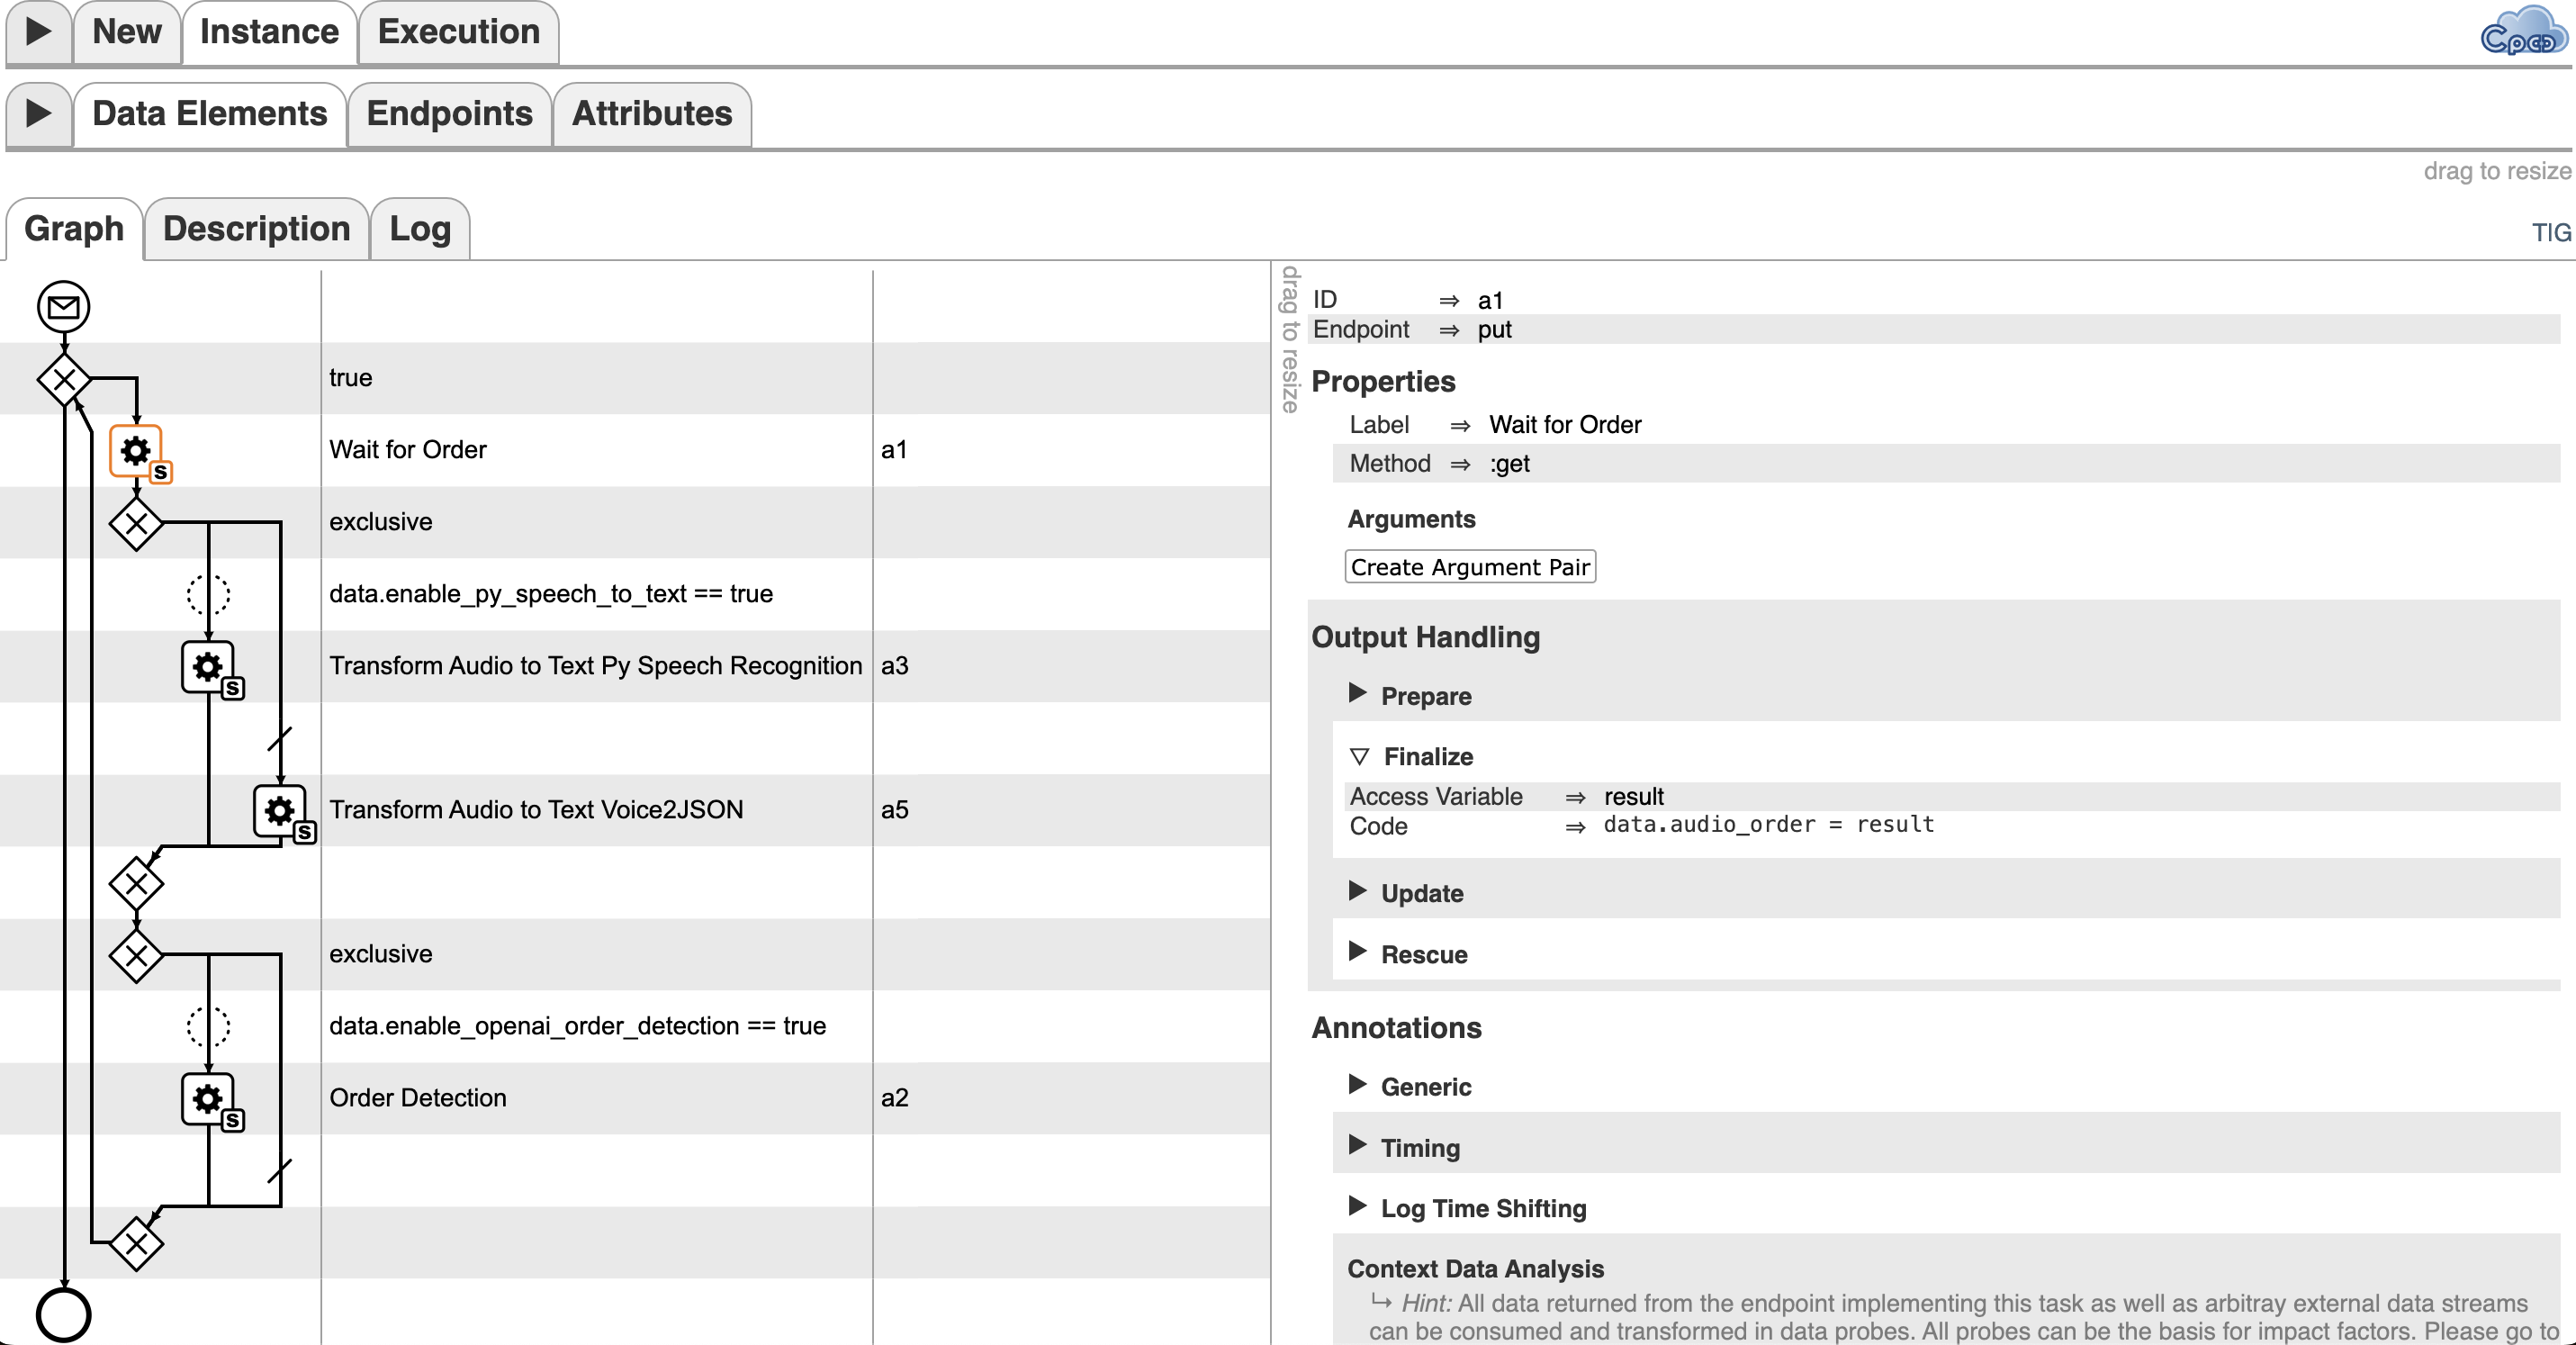 New Instance Execution
Cpee
Data Elements Endpoints Attributes
drag to resize
Graph Description Log
TIG
true
Wait for Order a1
S
exclusive
data.enable_py_speech_to_text == true
Transform Audio to Text Py Speech Recognition a3
S
Transform Audio to Text Voice2JSON a5
S
exclusive
data.enable_openai_order_detection == true
Order Detection a2
S
drag to resize
ID ⇒ a1
Endpoint ⇒ put
Properties
Label ⇒ Wait for Order
Method ⇒ :get
Arguments
Create Argument Pair
Output Handling
Prepare
Finalize
Access Variable ⇒ result
Code ⇒ data.audio_order = result
Update
Rescue
Annotations
Generic
Timing
Log Time Shifting
Context Data Analysis
↪ Hint: All data returned from the endpoint implementing this task as well as arbitray external data streams
can be consumed and transformed in data probes. All probes can be the basis for impact factors. Please go to